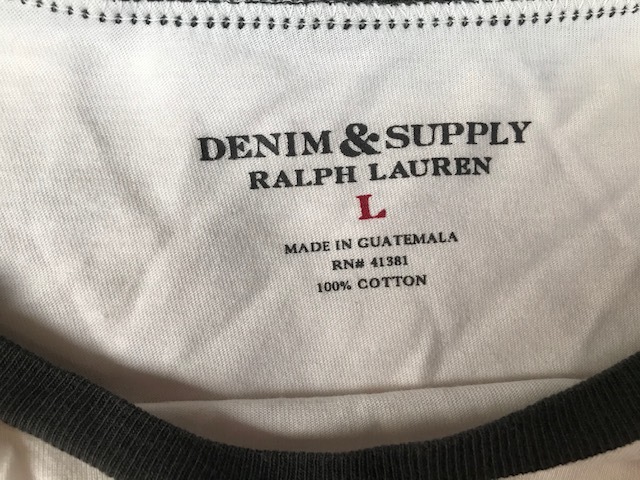 DENIM & SUPPLY
RALPH LAUREN
L
MADE IN GUATEMALA
RN# 41381
100% COTTON